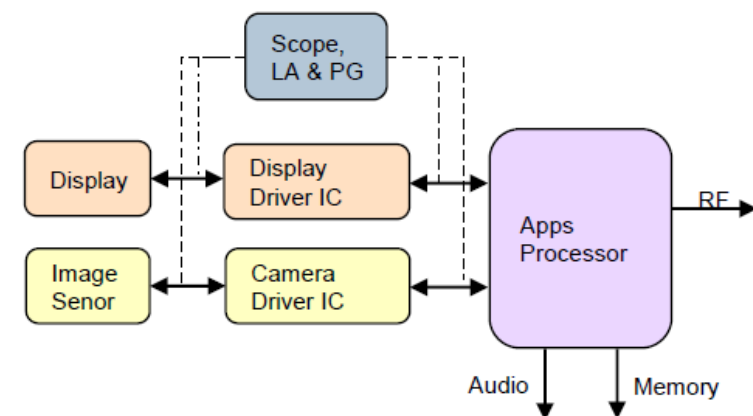 Scope,
LA & PG
Display
Display
Driver IC
Image
Senor
Camera
Driver IC
Apps
Processor
RF
Audio
Memory